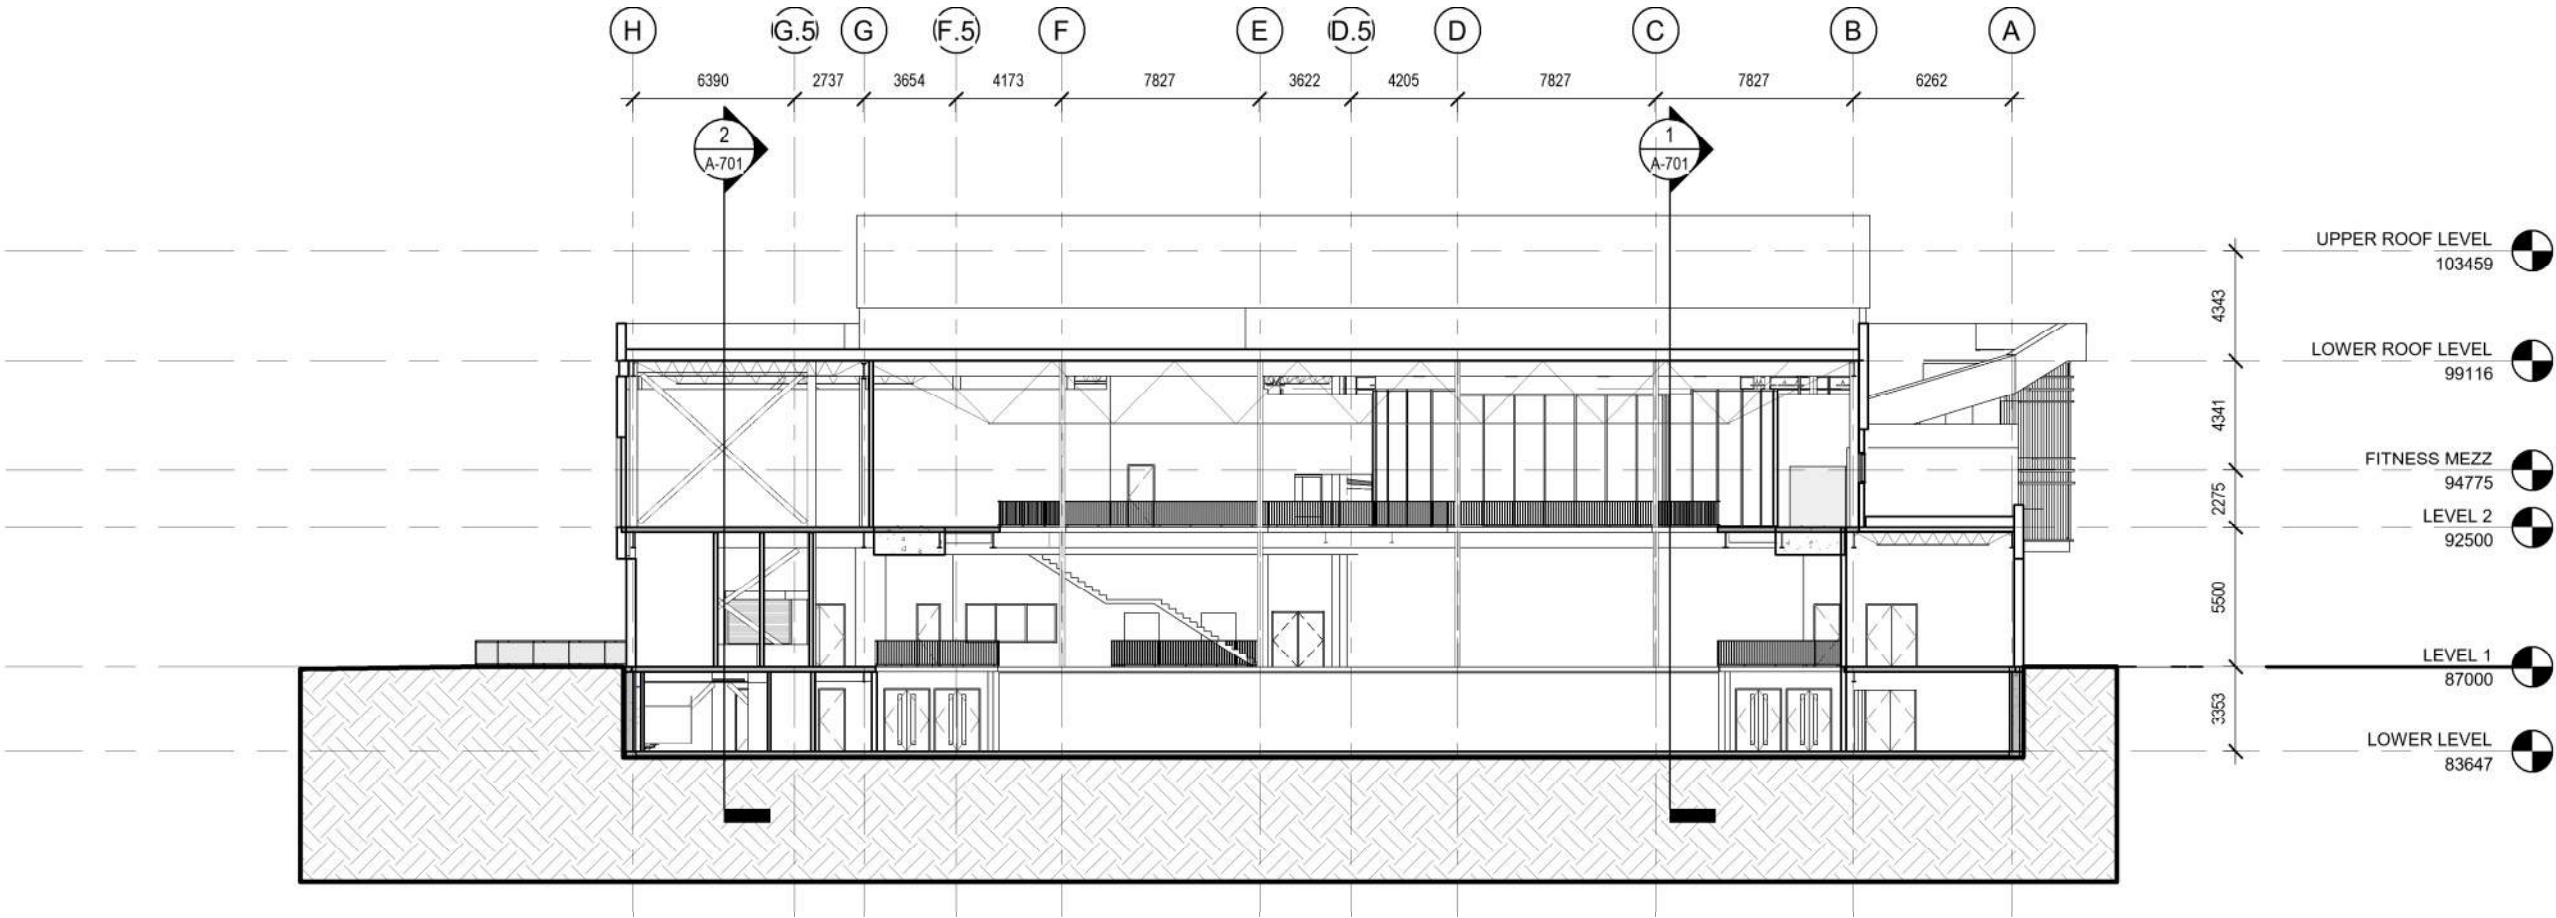 H G.5 G F.5 F E D.5 D C B A
6390 2737 3654 4173 7827 3622 4205 7827 7827 6262
2
A-701
1
A-701
UPPER ROOF LEVEL
103459
4343
LOWER ROOF LEVEL
99116
4341
FITNESS MEZZ
94775
2275
LEVEL 2
92500
5500
LEVEL 1
87000
3353
LOWER LEVEL
83647